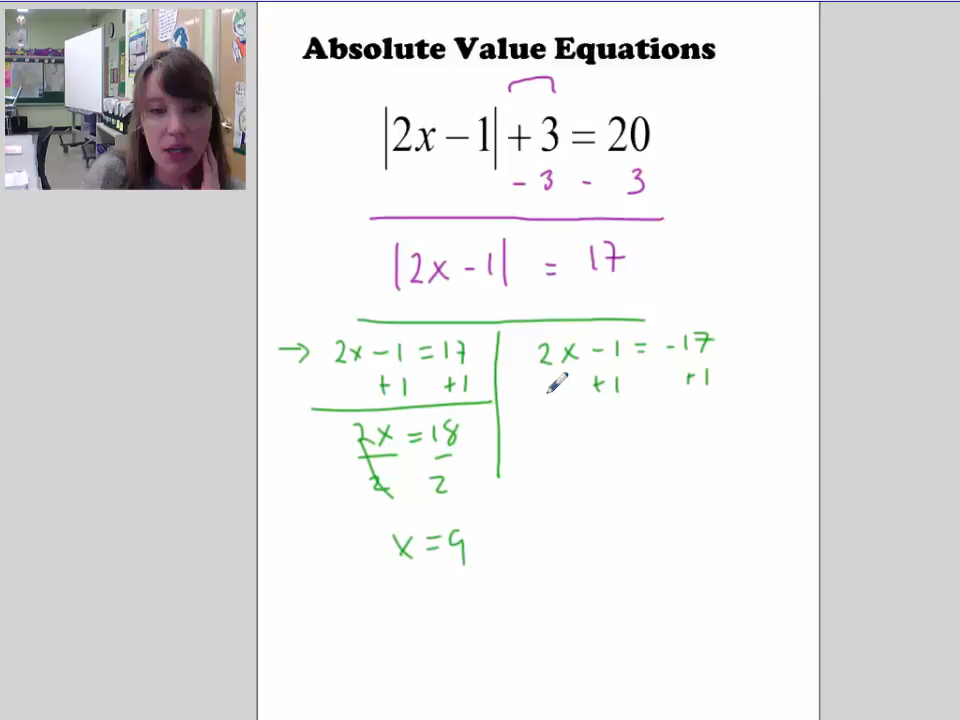 Absolute Value Equations
|2x − 1| + 3 = 20
- 3 - 3
|2x - 1| = 17
→ 2x - 1 = 17
+1 +1
2x = 18
2 2
x = 9
2x - 1 = -17
+1 +1